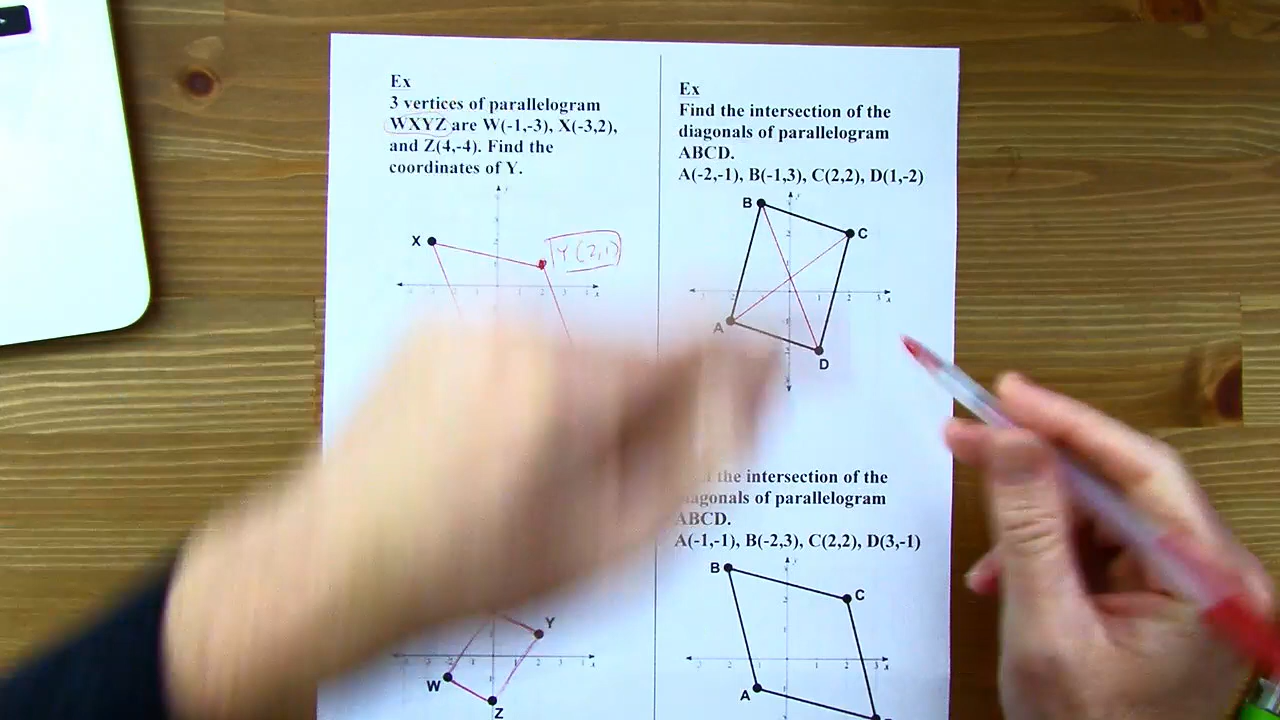 Ex
3 vertices of parallelogram
WXYZ are W(-1,-3), X(-3,2),
and Z(4,-4). Find the
coordinates of Y.
X
Y(2,1)
Ex
Find the intersection of the
diagonals of parallelogram
ABCD.
A(-2,-1), B(-1,3), C(2,2), D(1,-2)
B
C
A
D
the intersection of the
diagonals of parallelogram
ABCD.
A(-1,-1), B(-2,3), C(2,2), D(3,-1)
B
C
A
Y
W
Z